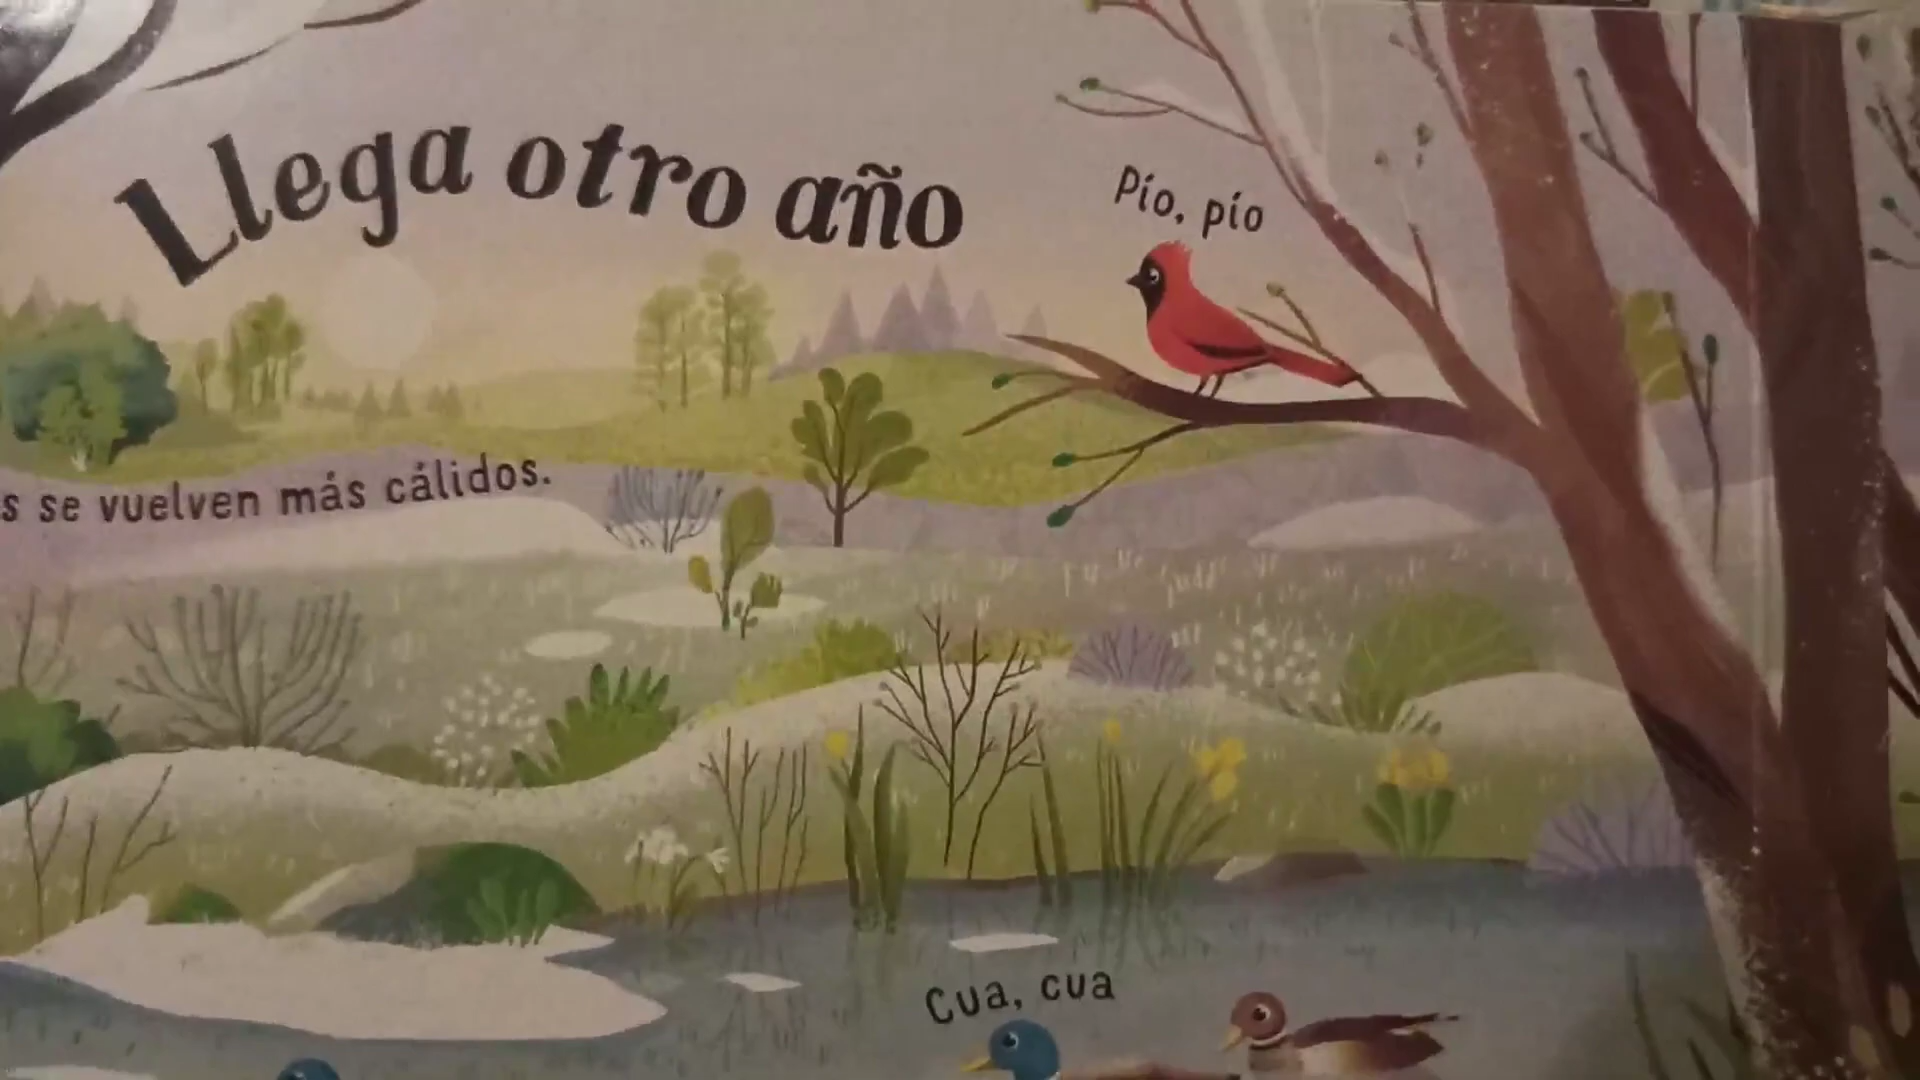 Llega otro año
Pío, pío
se vuelven más cálidos.
Cua, cua